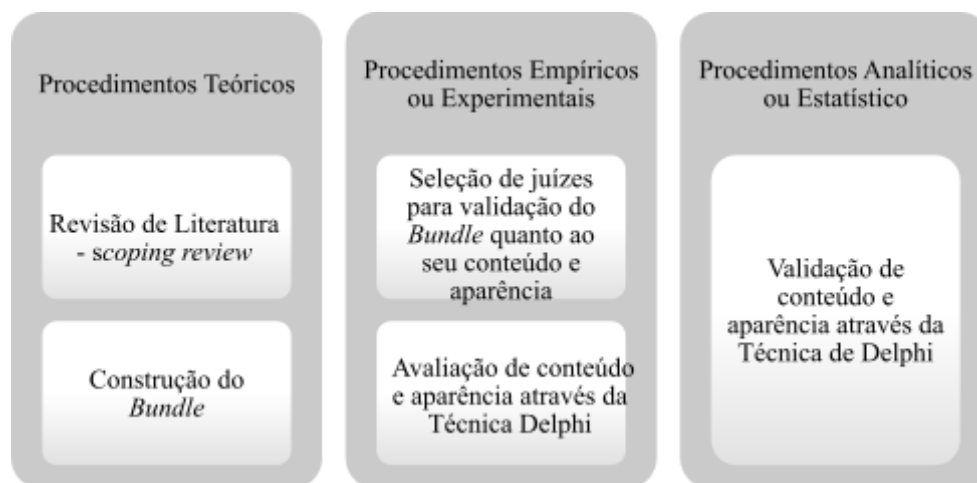 Procedimentos Teóricos
Revisão de Literatura
- scoping review
Construção do
Bundle
Procedimentos Empíricos
ou Experimentais
Seleção de juízes
para validação do
Bundle quanto ao
seu conteúdo e
aparência
Avaliação de conteúdo
e aparência através da
Técnica Delphi
Procedimentos Analíticos
ou Estatístico
Validação de
conteúdo e
aparência através da
Técnica de Delphi